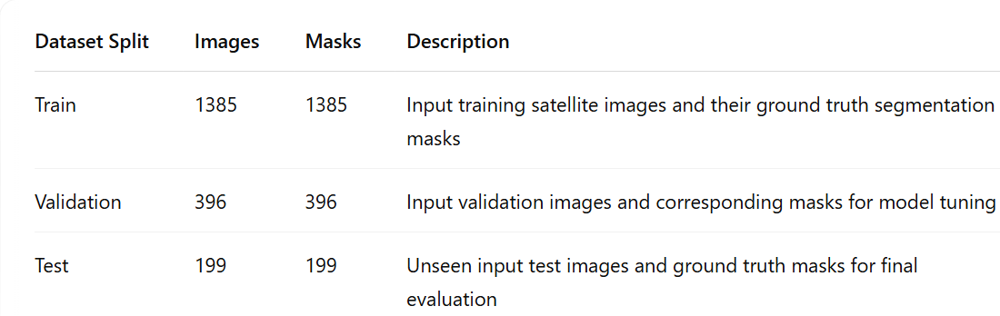 Dataset Split Images Masks Description
Train 1385 1385 Input training satellite images and their ground truth segmentation
masks
Validation 396 396 Input validation images and corresponding masks for model tuning
Test 199 199 Unseen input test images and ground truth masks for final
evaluation